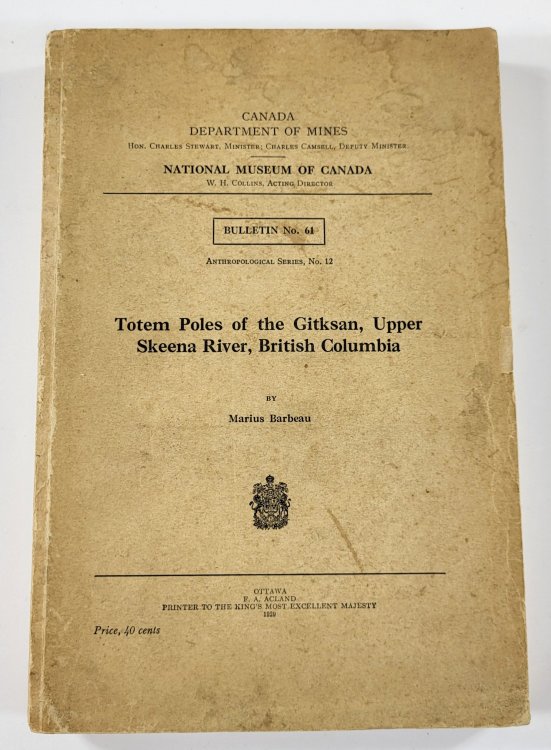 CANADA
DEPARTMENT OF MINES
HON. CHARLES STEWART, MINISTER; CHARLES CAMSELL, DEPUTY MINISTER
NATIONAL MUSEUM OF CANADA
W. H. COLLINS, ACTING DIRECTOR
BULLETIN No. 61
ANTHROPOLOGICAL SERIES, No. 12
Totem Poles of the Gitksan, Upper
Skeena River, British Columbia
BY
Marius Barbeau
OTTAWA
F. A. ACLAND
PRINTER TO THE KING'S MOST EXCELLENT MAJESTY
1929
Price, 40 cents